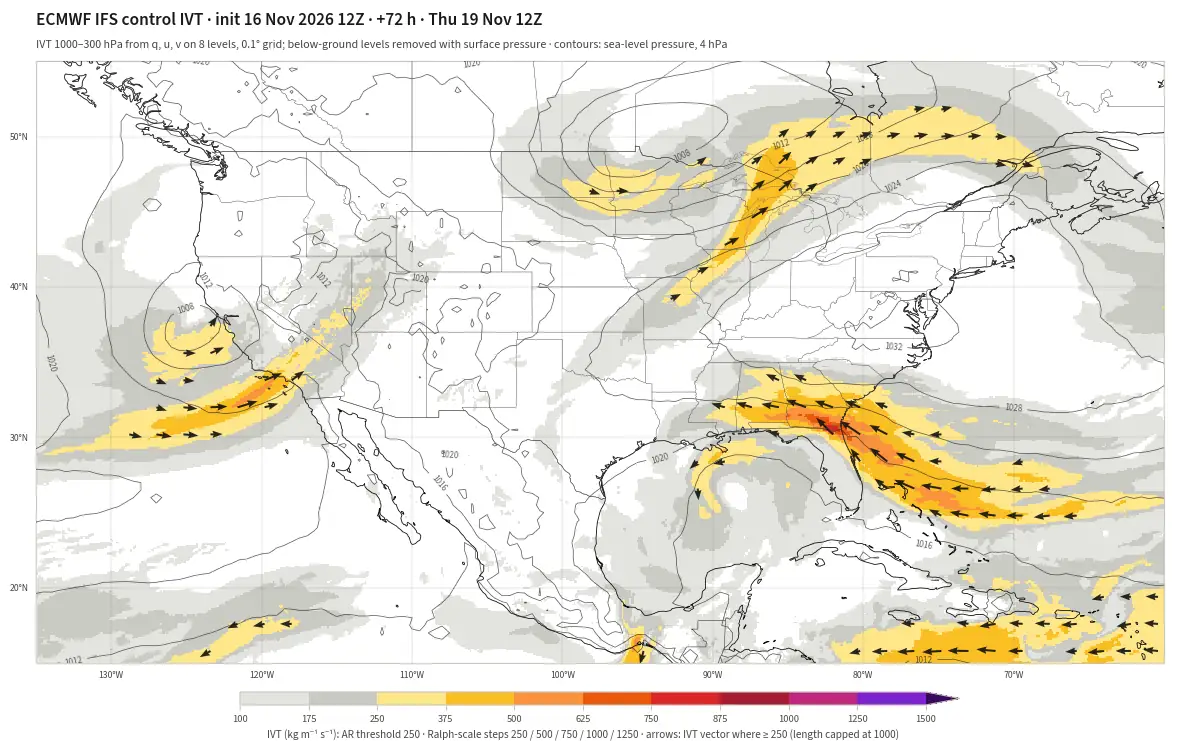 ECMWF IFS control IVT · init 16 Nov 2026 12Z · +72 h · Thu 19 Nov 12Z
IVT 1000–300 hPa from q, u, v on 8 levels, 0.1° grid; below-ground levels removed with surface pressure · contours: sea-level pressure, 4 hPa
1020
1020
50°N
1012
1008
1024
40°N
1012
1012
1020
1008
1020
1032
1028
30°N
1020
1020
1016
1016
20°N
1012
1012
130°W 120°W 110°W 100°W 90°W 80°W 70°W
100 175 250 375 500 625 750 875 1000 1250 1500
IVT (kg m⁻¹ s⁻¹): AR threshold 250 · Ralph-scale steps 250 / 500 / 750 / 1000 / 1250 · arrows: IVT vector where ≥ 250 (length capped at 1000)